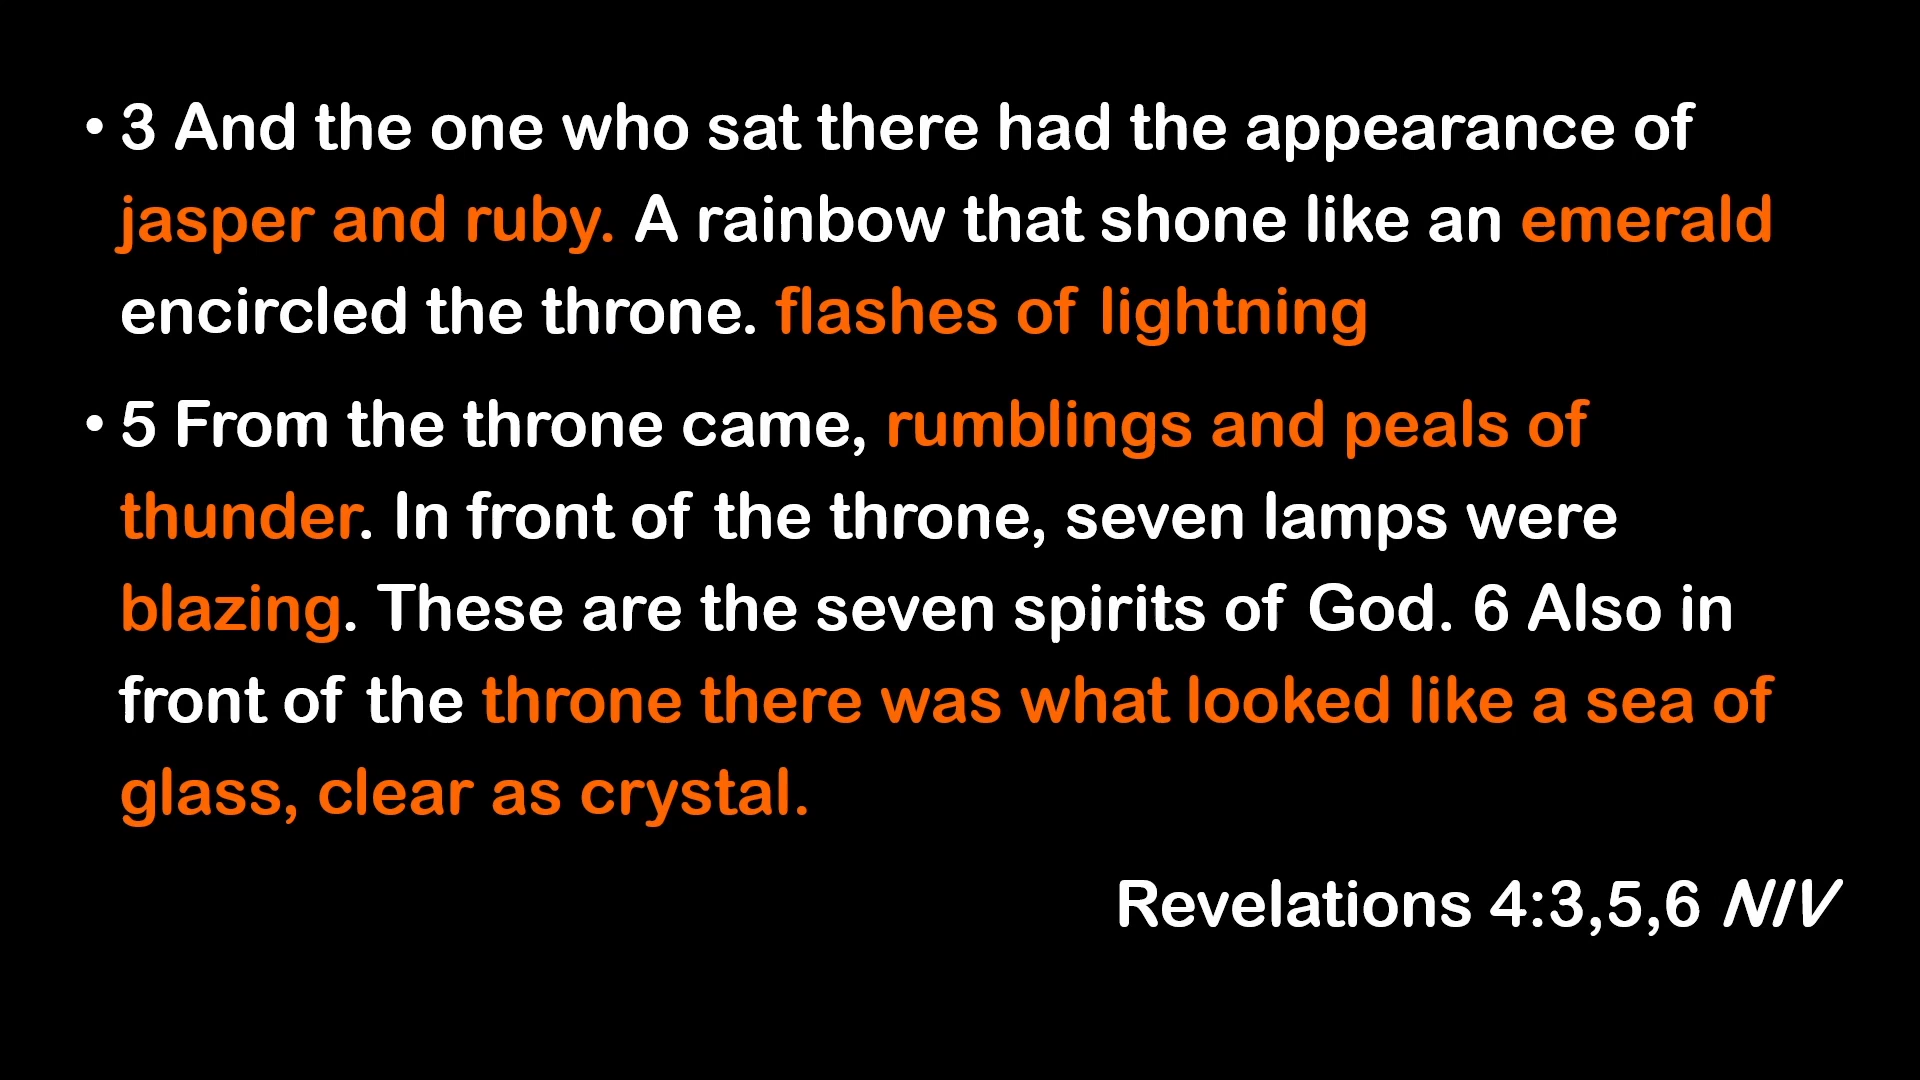 • 3 And the one who sat there had the appearance of
jasper and ruby. A rainbow that shone like an emerald
encircled the throne. flashes of lightning
• 5 From the throne came, rumblings and peals of
thunder. In front of the throne, seven lamps were
blazing. These are the seven spirits of God. 6 Also in
front of the throne there was what looked like a sea of
glass, clear as crystal.
Revelations 4:3,5,6 NIV